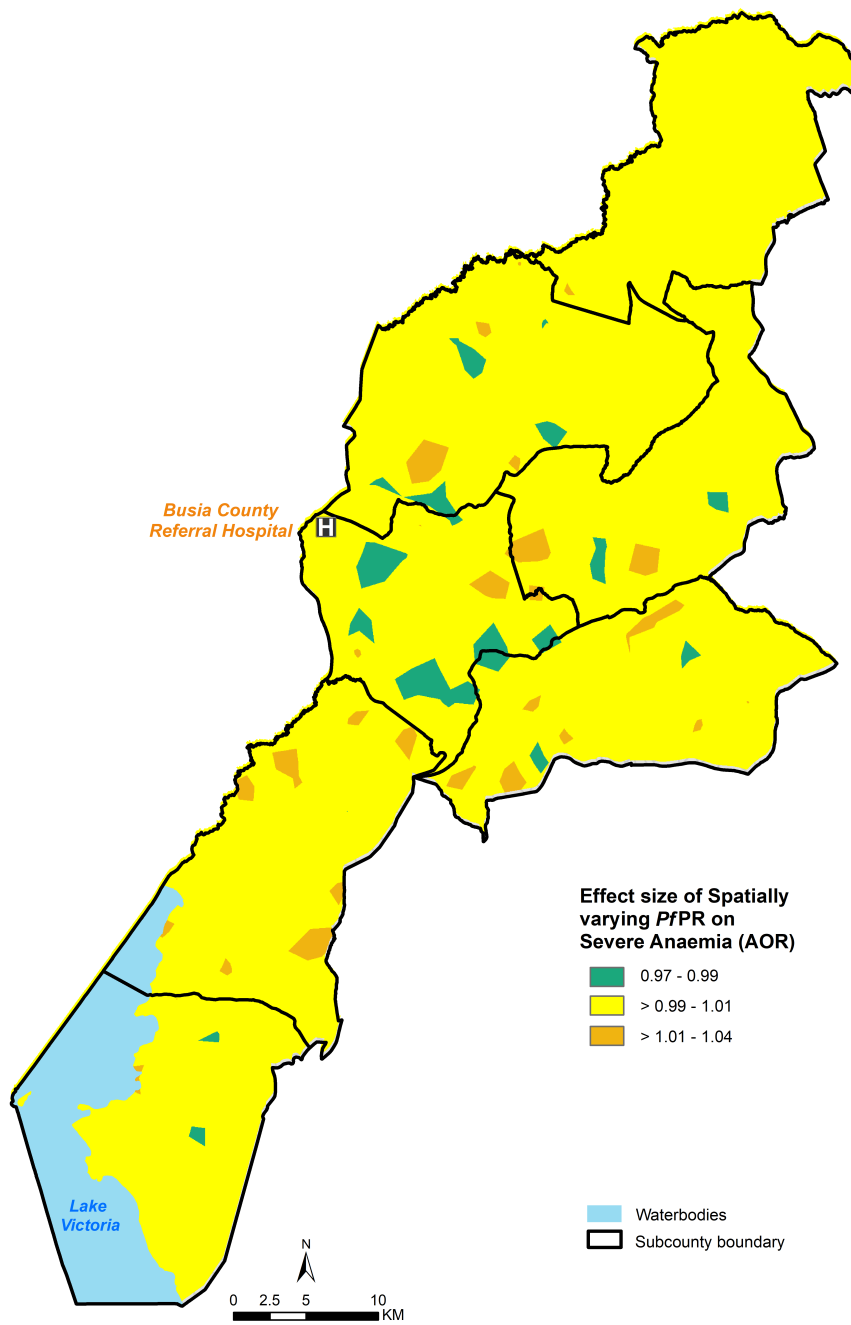 Busia County
Referral Hospital
H
Effect size of Spatially
varying PfPR on
Severe Anaemia (AOR)
0.97 - 0.99
> 0.99 - 1.01
> 1.01 - 1.04
Lake
Victoria
Waterbodies
Subcounty boundary
N
0 2.5 5 10
KM